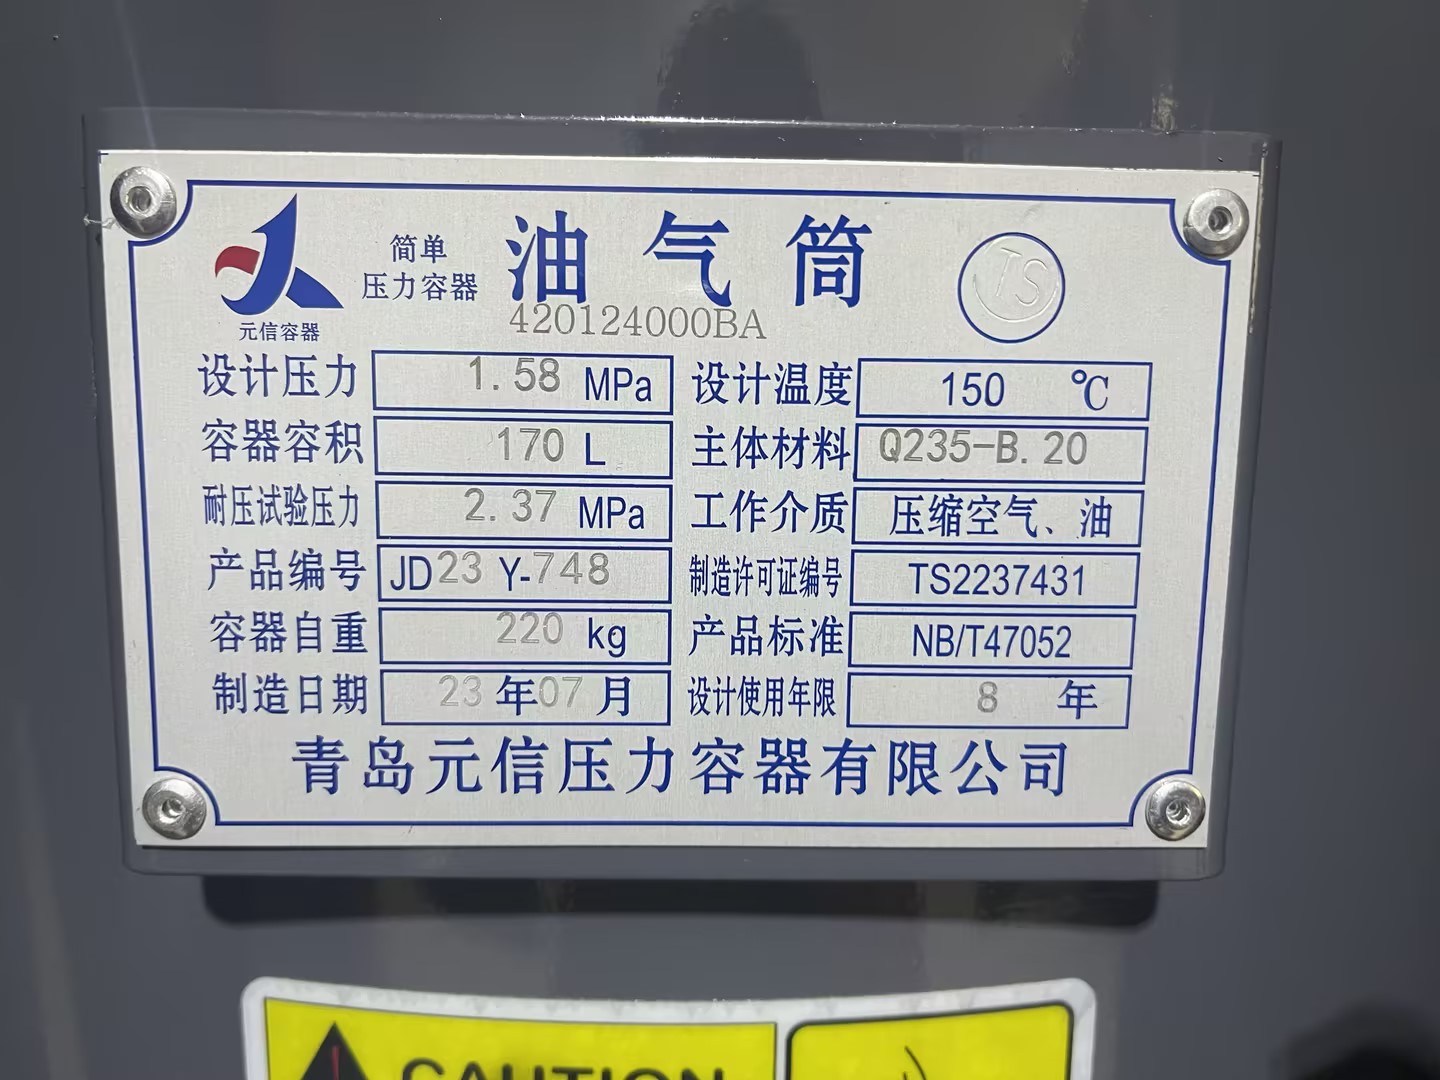 简单
压力容器
油气筒
TS
元信容器
420124000BA
设计压力 1.58 MPa 设计温度 150 ℃
容器容积 170 L 主体材料 Q235-B.20
耐压试验压力 2.37 MPa 工作介质 压缩空气、油
产品编号 JD23 Y-748 制造许可证编号 TS2237431
容器自重 220 kg 产品标准 NB/T47052
制造日期 23 年 07 月 设计使用年限 8 年
青岛元信压力容器有限公司
CAUTION